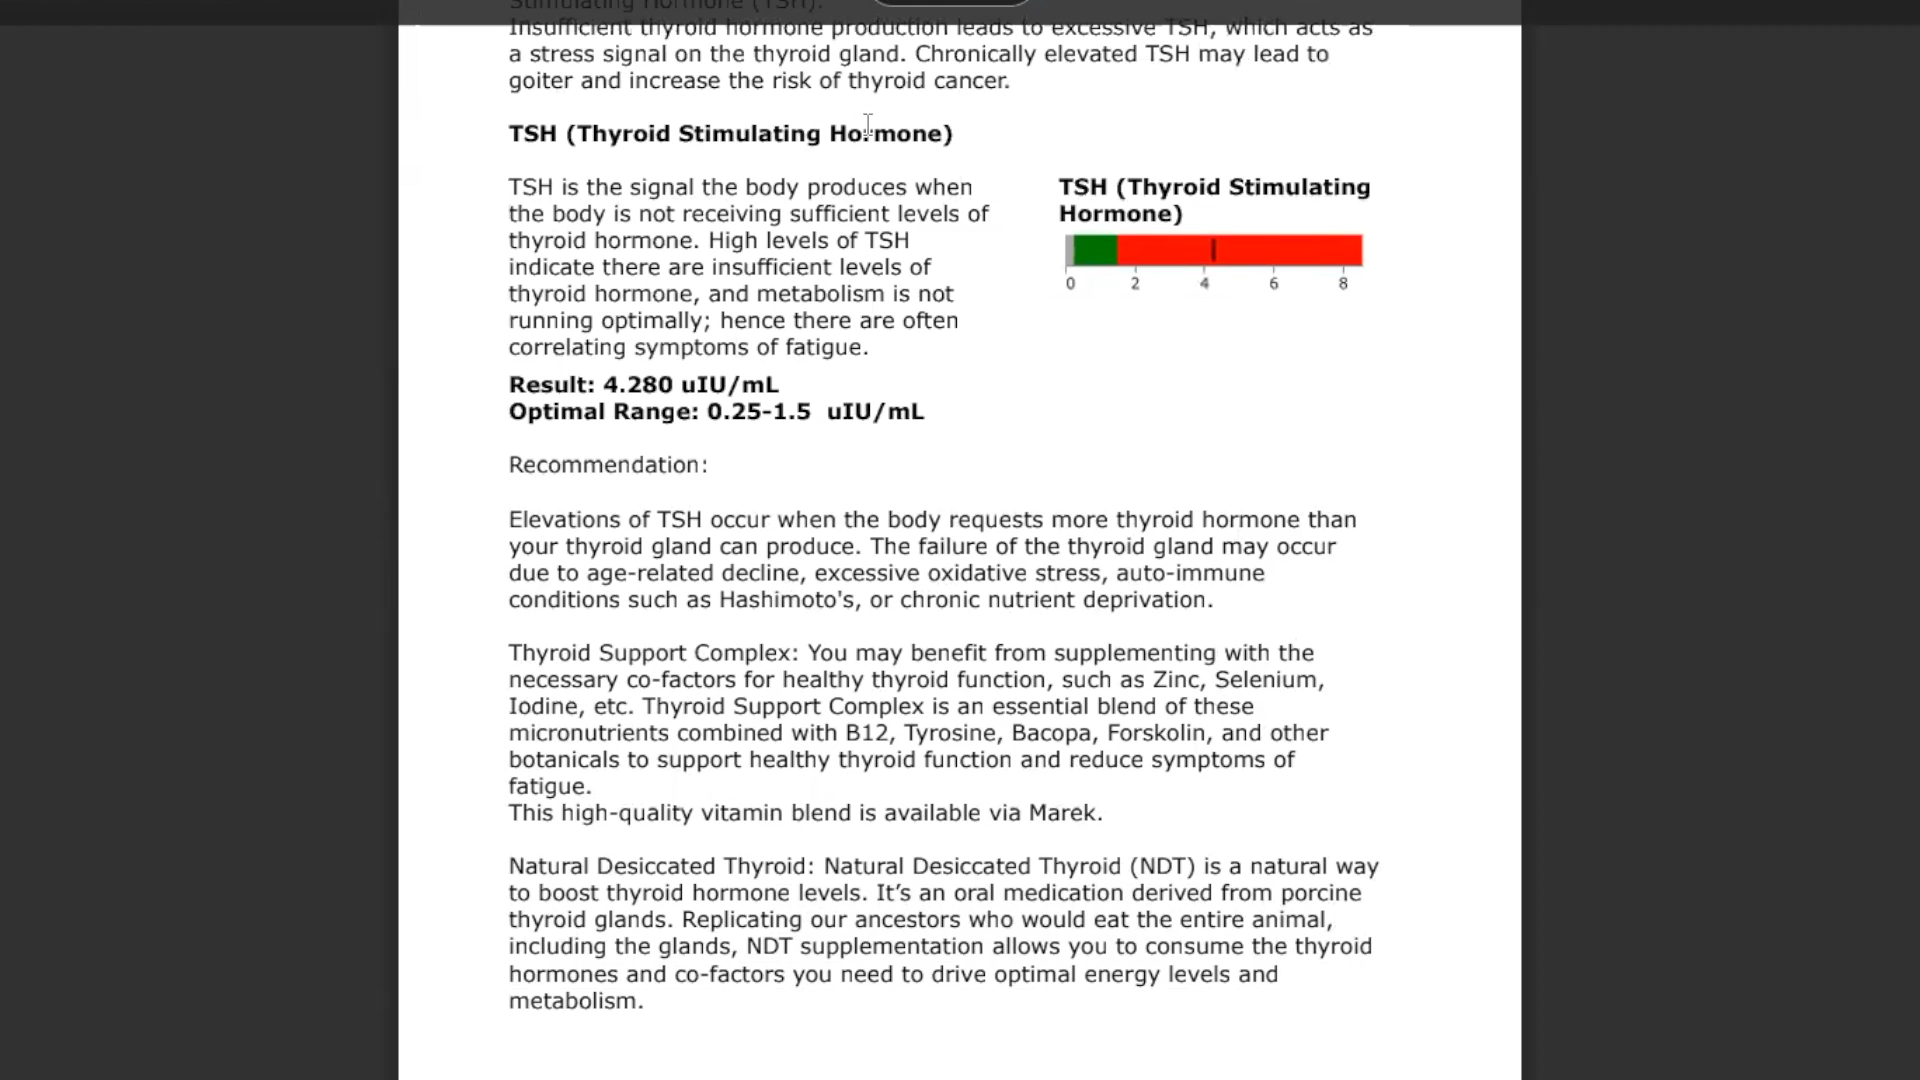 Stimulating Hormone (TSH):
Insufficient thyroid hormone production leads to excessive TSH, which acts as
a stress signal on the thyroid gland. Chronically elevated TSH may lead to
goiter and increase the risk of thyroid cancer.
TSH (Thyroid Stimulating Hormone)
TSH is the signal the body produces when
the body is not receiving sufficient levels of
thyroid hormone. High levels of TSH
indicate there are insufficient levels of
thyroid hormone, and metabolism is not
running optimally; hence there are often
correlating symptoms of fatigue.
TSH (Thyroid Stimulating
Hormone)
0 2 4 6 8
Result: 4.280 uIU/mL
Optimal Range: 0.25-1.5 uIU/mL
Recommendation:
Elevations of TSH occur when the body requests more thyroid hormone than
your thyroid gland can produce. The failure of the thyroid gland may occur
due to age-related decline, excessive oxidative stress, auto-immune
conditions such as Hashimoto's, or chronic nutrient deprivation.
Thyroid Support Complex: You may benefit from supplementing with the
necessary co-factors for healthy thyroid function, such as Zinc, Selenium,
Iodine, etc. Thyroid Support Complex is an essential blend of these
micronutrients combined with B12, Tyrosine, Bacopa, Forskolin, and other
botanicals to support healthy thyroid function and reduce symptoms of
fatigue.
This high-quality vitamin blend is available via Marek.
Natural Desiccated Thyroid: Natural Desiccated Thyroid (NDT) is a natural way
to boost thyroid hormone levels. It’s an oral medication derived from porcine
thyroid glands. Replicating our ancestors who would eat the entire animal,
including the glands, NDT supplementation allows you to consume the thyroid
hormones and co-factors you need to drive optimal energy levels and
metabolism.